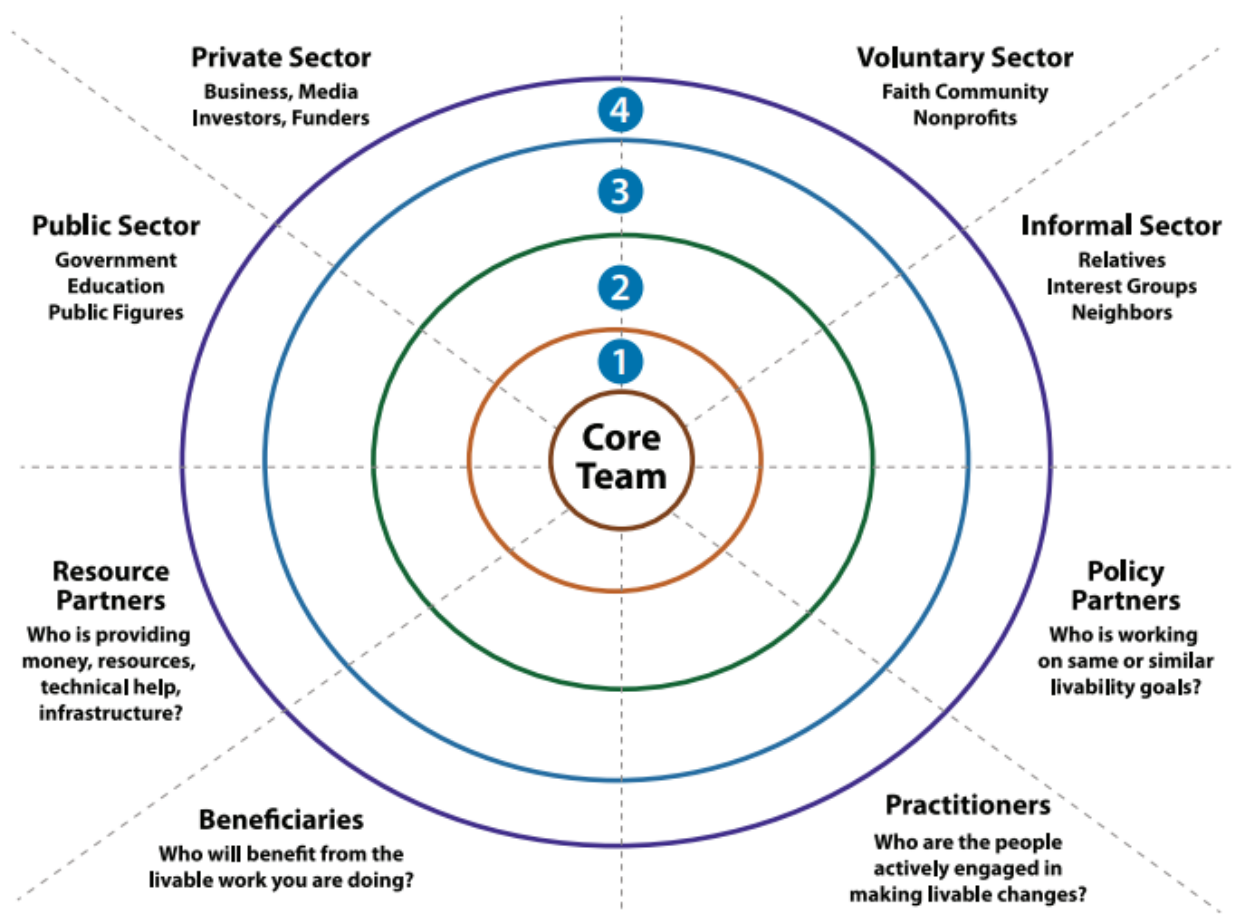 Private Sector
Business, Media
Investors, Funders
Voluntary Sector
Faith Community
Nonprofits
4
3
Public Sector
Government
Education
Public Figures
Informal Sector
Relatives
Interest Groups
Neighbors
2
1
Core
Team
Resource
Partners
Who is providing
money, resources,
technical help,
infrastructure?
Policy
Partners
Who is working
on same or similar
livability goals?
Beneficiaries
Who will benefit from the
livable work you are doing?
Practitioners
Who are the people
actively engaged in
making livable changes?